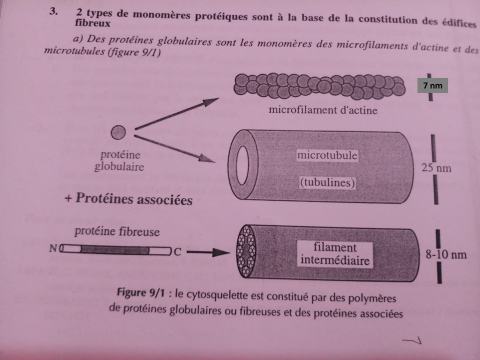 3. 2 types de monomères protéiques sont à la base de la constitution des édifices
fibreux
a) Des protéines globulaires sont les monomères des microfilaments d'actine et des
microtubules (figure 9/1)
7 nm
microfilament d'actine
protéine
globulaire
microtubule
(tubulines)
25 nm
+ Protéines associées
protéine fibreuse
N
C
filament
intermédiaire
8-10 nm
Figure 9/1 : le cytosquelette est constitué par des polymères
de protéines globulaires ou fibreuses et des protéines associées